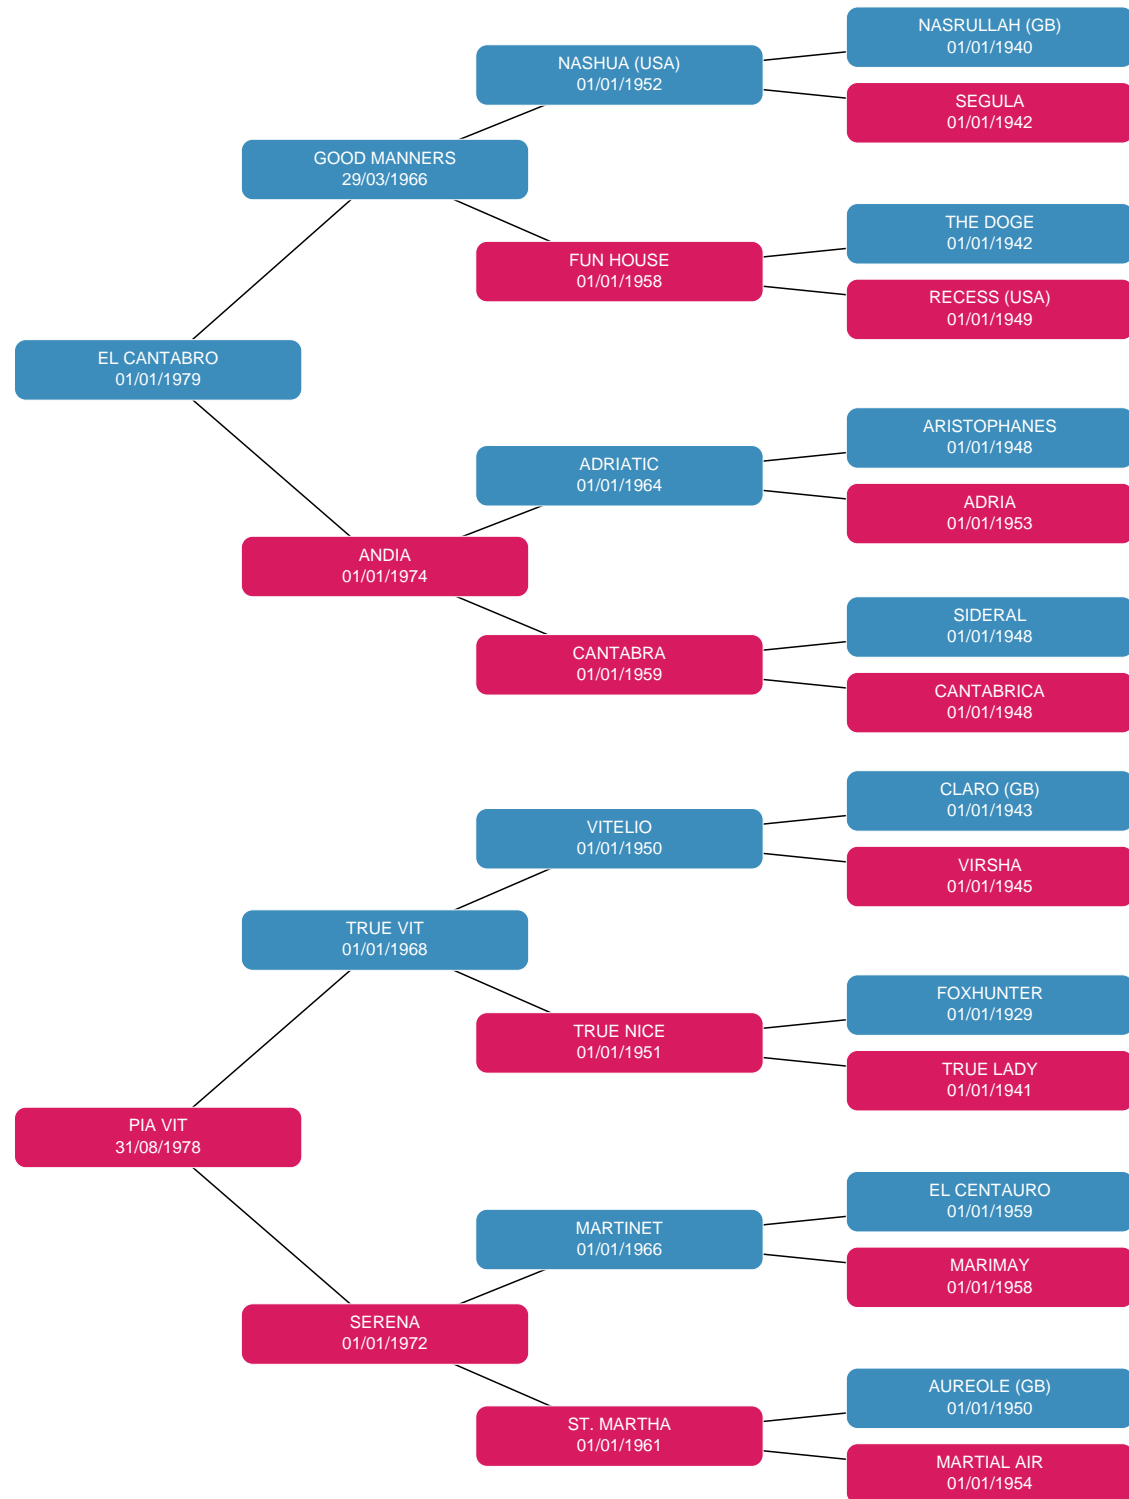 NASRULLAH (GB)
01/01/1940
NASHUA (USA)
01/01/1952
SEGULA
01/01/1942
GOOD MANNERS
29/03/1966
THE DOGE
01/01/1942
FUN HOUSE
01/01/1958
RECESS (USA)
01/01/1949
EL CANTABRO
01/01/1979
ARISTOPHANES
01/01/1948
ADRIATIC
01/01/1964
ADRIA
01/01/1953
ANDIA
01/01/1974
SIDERAL
01/01/1948
CANTABRA
01/01/1959
CANTABRICA
01/01/1948
CLARO (GB)
01/01/1943
VITELIO
01/01/1950
VIRSHA
01/01/1945
TRUE VIT
01/01/1968
FOXHUNTER
01/01/1929
TRUE NICE
01/01/1951
TRUE LADY
01/01/1941
PIA VIT
31/08/1978
EL CENTAURO
01/01/1959
MARTINET
01/01/1966
MARIMAY
01/01/1958
SERENA
01/01/1972
AUREOLE (GB)
01/01/1950
ST. MARTHA
01/01/1961
MARTIAL AIR
01/01/1954